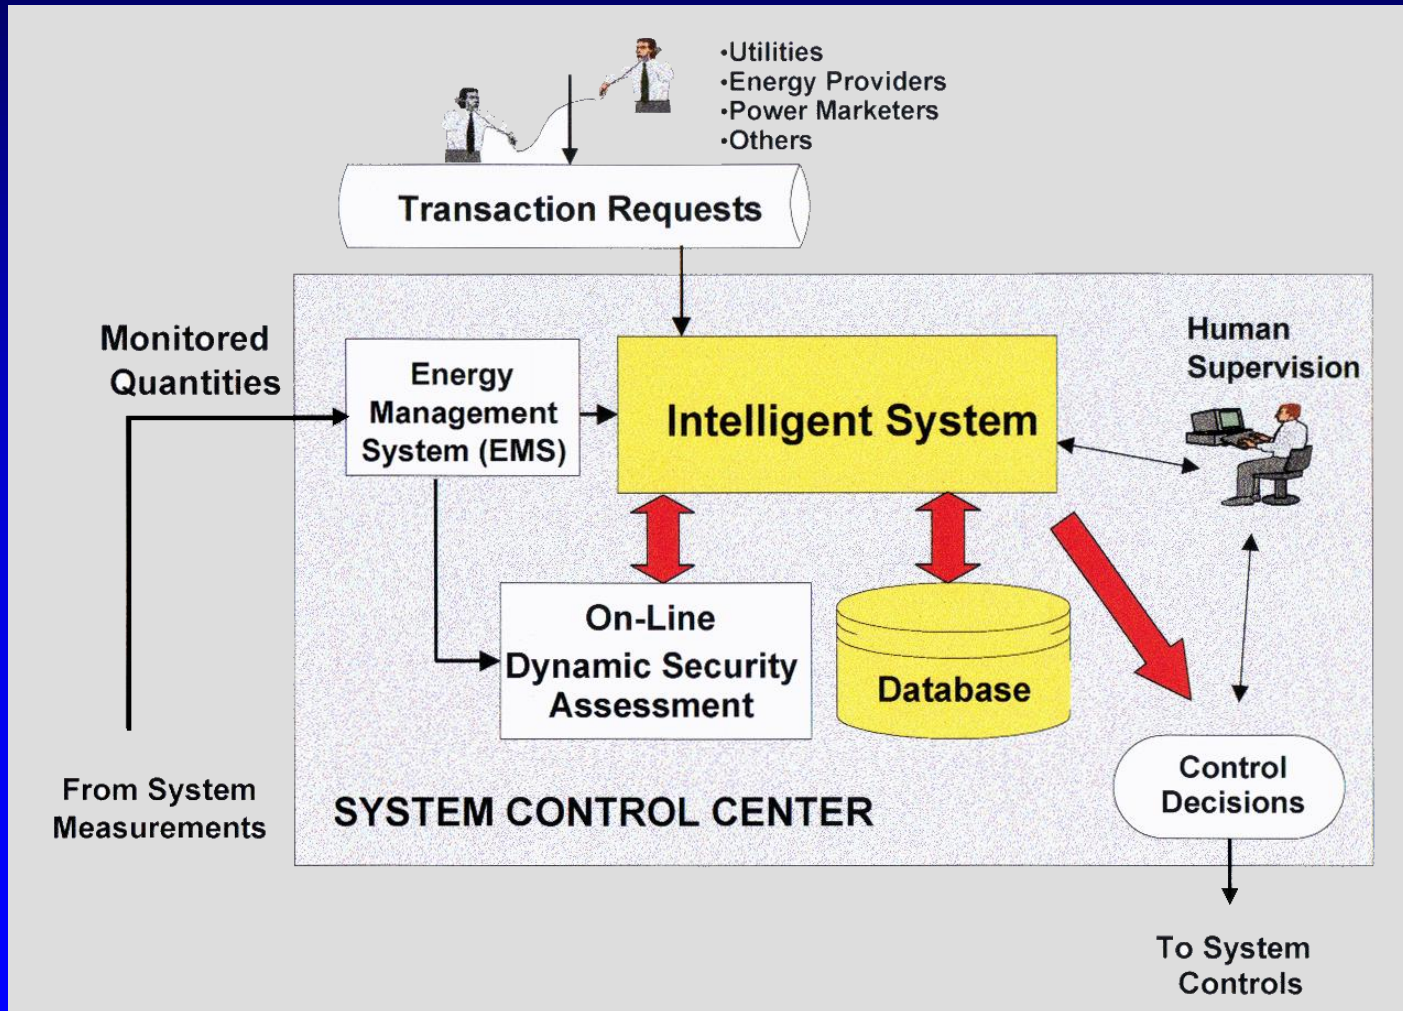 •Utilities
•Energy Providers
•Power Marketers
•Others
Transaction Requests
Monitored
Quantities
Energy
Management
System (EMS)
Intelligent System
Human
Supervision
On-Line
Dynamic Security
Assessment
Database
Control
Decisions
From System
Measurements
SYSTEM CONTROL CENTER
To System
Controls